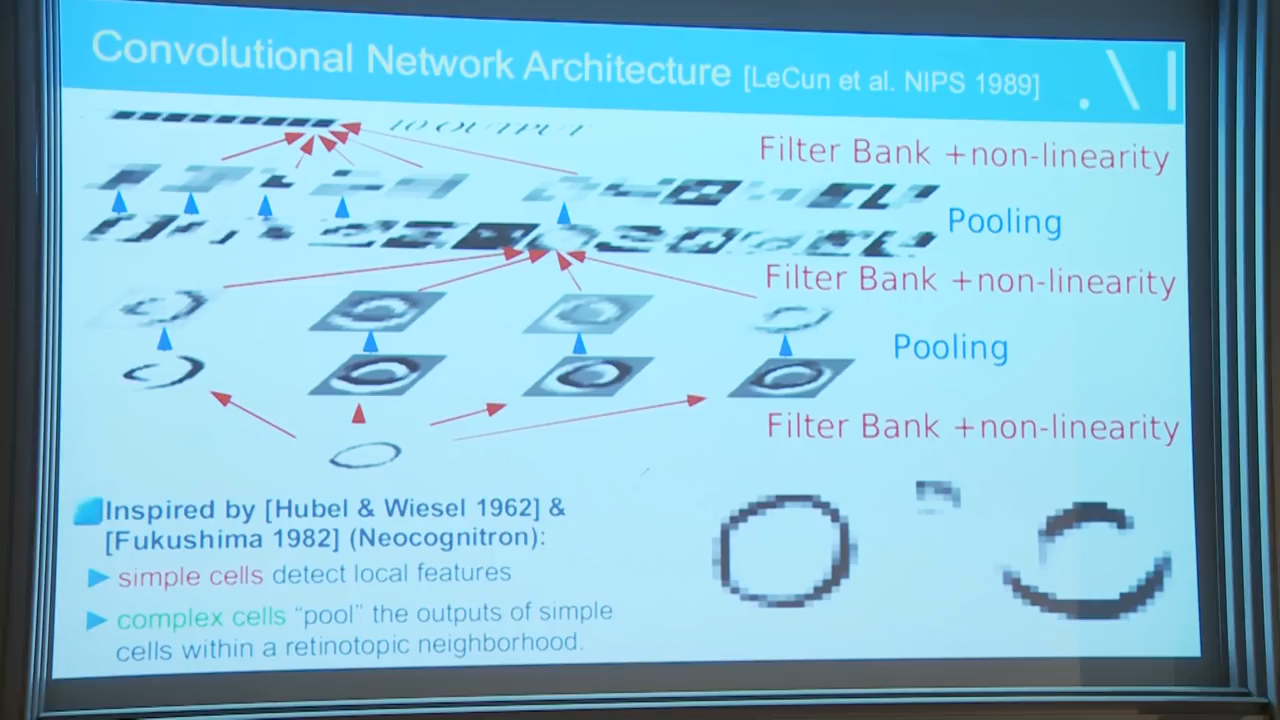 Convolutional Network Architecture [LeCun et al. NIPS 1989]
10 OUTPUT
Filter Bank +non-linearity
Pooling
Filter Bank +non-linearity
Pooling
Filter Bank +non-linearity
Inspired by [Hubel & Wiesel 1962] &
[Fukushima 1982] (Neocognitron):
simple cells detect local features
complex cells “pool” the outputs of simple
cells within a retinotopic neighborhood.